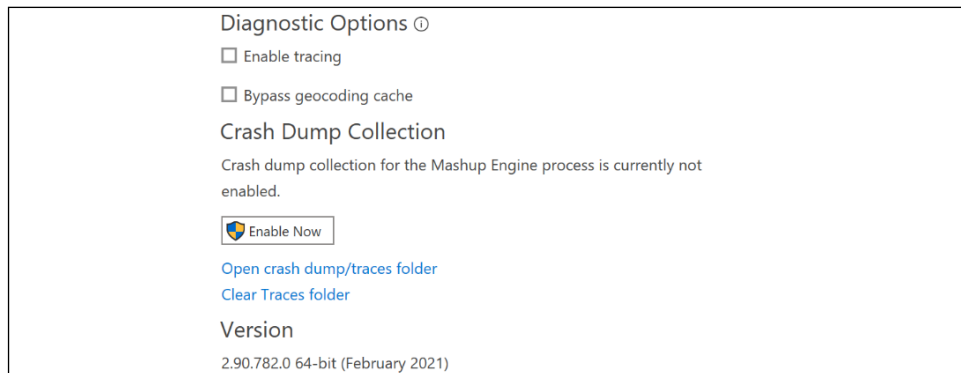 Diagnostic Options
Enable tracing
Bypass geocoding cache
Crash Dump Collection
Crash dump collection for the Mashup Engine process is currently not
enabled.
Enable Now
Open crash dump/traces folder
Clear Traces folder
Version
2.90.782.0 64-bit (February 2021)